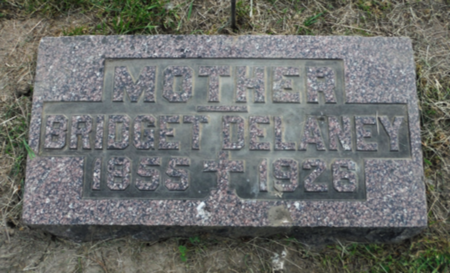 MOTHER
BRIDGET DELANEY
1855 1928